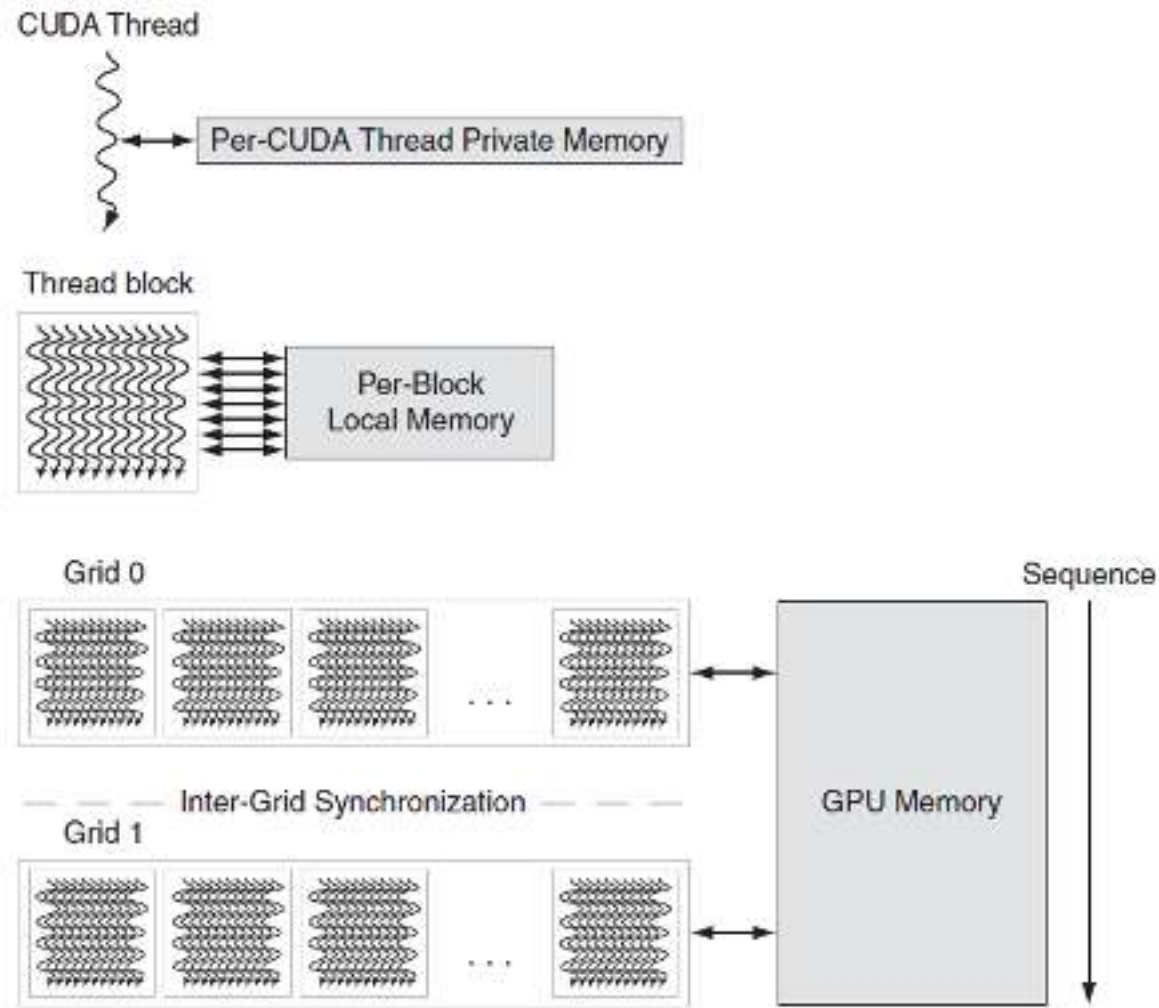 CUDA Thread
Per-CUDA Thread Private Memory
Thread block
Per-Block
Local Memory
Grid 0
Sequence
. . .
Inter-Grid Synchronization
GPU Memory
Grid 1
. . .